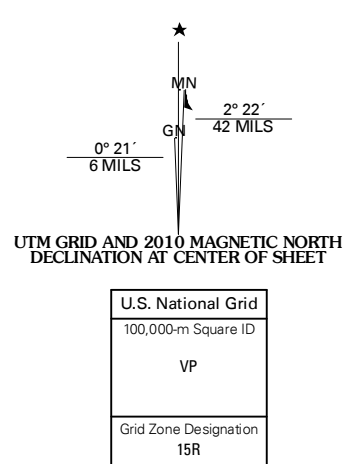 ★
MN
2° 22´
42 MILS
GN
0° 21´
6 MILS
UTM GRID AND 2010 MAGNETIC NORTH
DECLINATION AT CENTER OF SHEET
U.S. National Grid
100,000-m Square ID
VP
Grid Zone Designation
15R